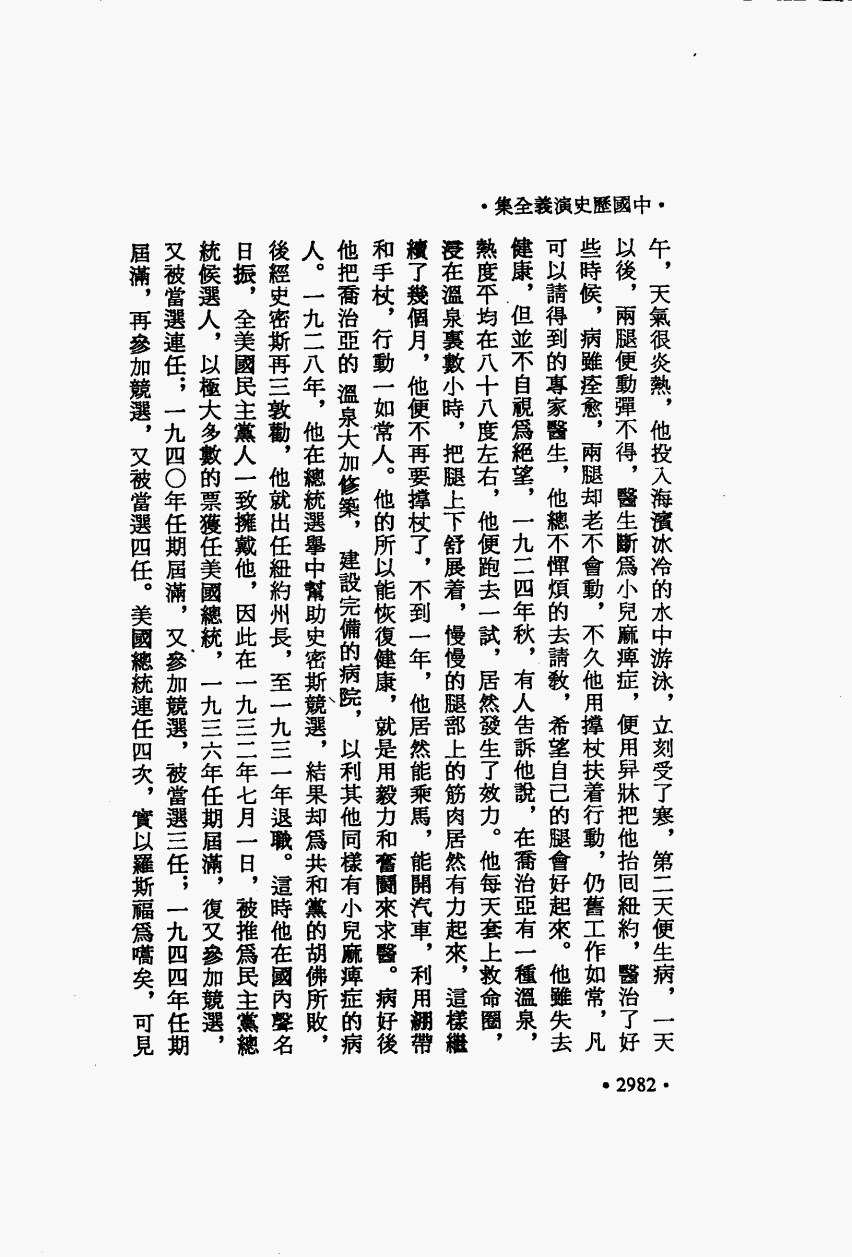 •中國歷史演義全集•
午，天氣很炎熱，他投入海濱冰冷的水中游泳，立刻受了寒，第二天便生病，一天
以後，兩腿便動彈不得，醫生斷爲小兒麻痺症，便用舁牀把他抬囘紐約，醫治了好
些時候，病雖痊愈，兩腿却老不會動，不久他用撑杖扶着行動，仍舊工作如常，凡
可以請得到的專家醫生，他總不憚煩的去請敎，希望自己的腿會好起來。他雖失去
健康，但並不自視爲絕望，一九二四年秋，有人告訴他說，在喬治亞有一種溫泉，
熱度平均在八十八度左右，他便跑去一試，居然發生了效力。他每天套上救命圈，
浸在溫泉裏數小時，把腿上下舒展着，慢慢的腿部上的筋肉居然有力起來，這樣繼
續了幾個月，他便不再要撑杖了，不到一年，他居然能乘馬，能開汽車，利用綳帶
和手杖，行動一如常人。他的所以能恢復健康，就是用毅力和奮鬭來求醫。病好後
他把喬治亞的溫泉大加修築，建設完備的病院，以利其他同樣有小兒麻痺症的病
人。一九二八年，他在總統選舉中幫助史密斯競選，結果却爲共和黨的胡佛所敗，
後經史密斯再三敦勸，他就出任紐約州長，至一九三一年退職。這時他在國內聲名
日振，全美國民主黨人一致擁戴他，因此在一九三二年七月一日，被推爲民主黨總
統候選人，以極大多數的票獲任美國總統，一九三六年任期屆滿，復又參加競選，
又被當選連任；一九四〇年任期屆滿，又參加競選，被當選三任；一九四四年任期
屆滿，再參加競選，又被當選四任。美國總統連任四次，實以羅斯福爲嚆矢，可見
•2982•